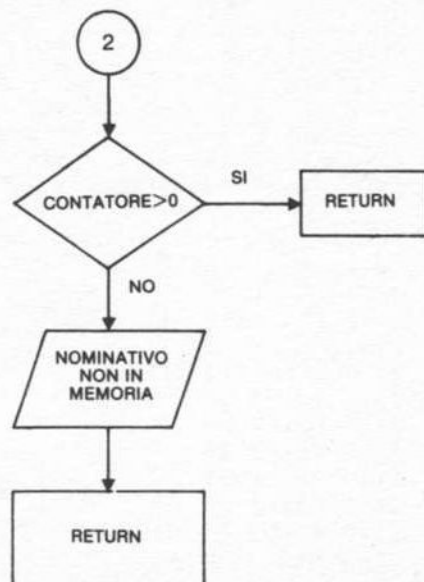 2
CONTATORE>0
SI
RETURN
NO
NOMINATIVO
NON IN
MEMORIA
RETURN